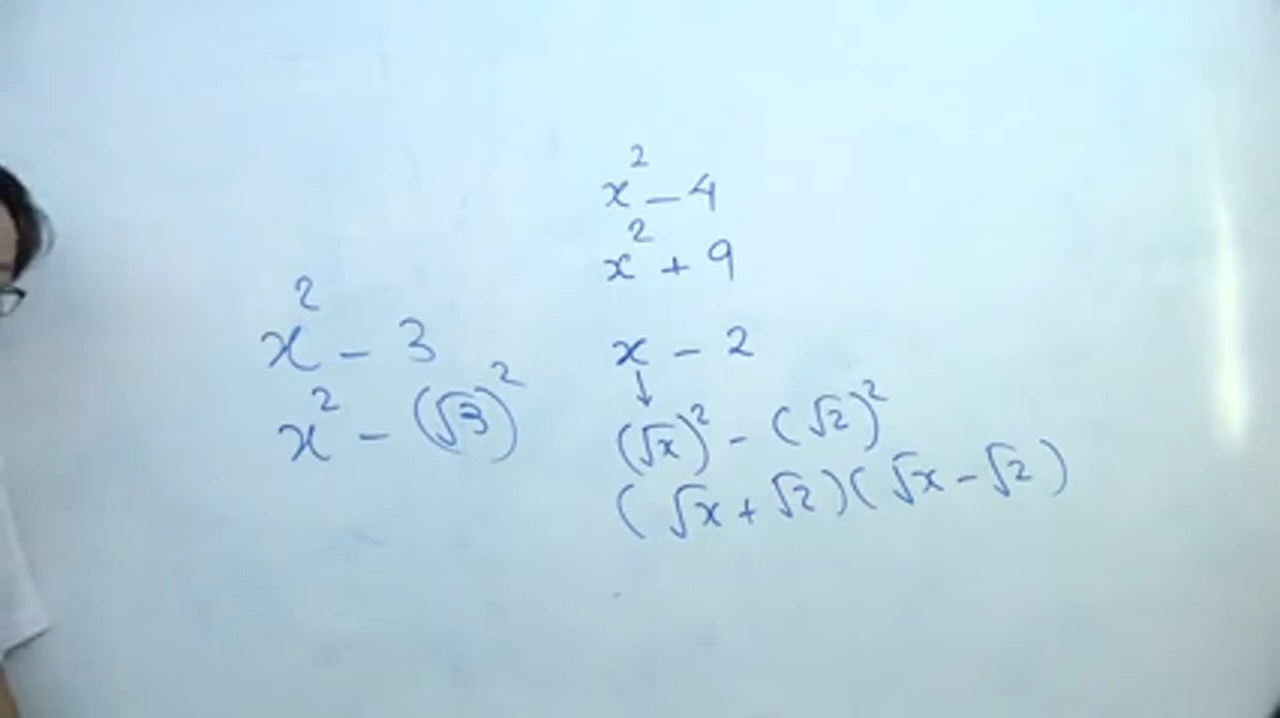 x² - 4
x² + 9
x² - 3
x² - (√3)²
x - 2
↓
(√x)² - (√2)²
(√x + √2)(√x - √2)